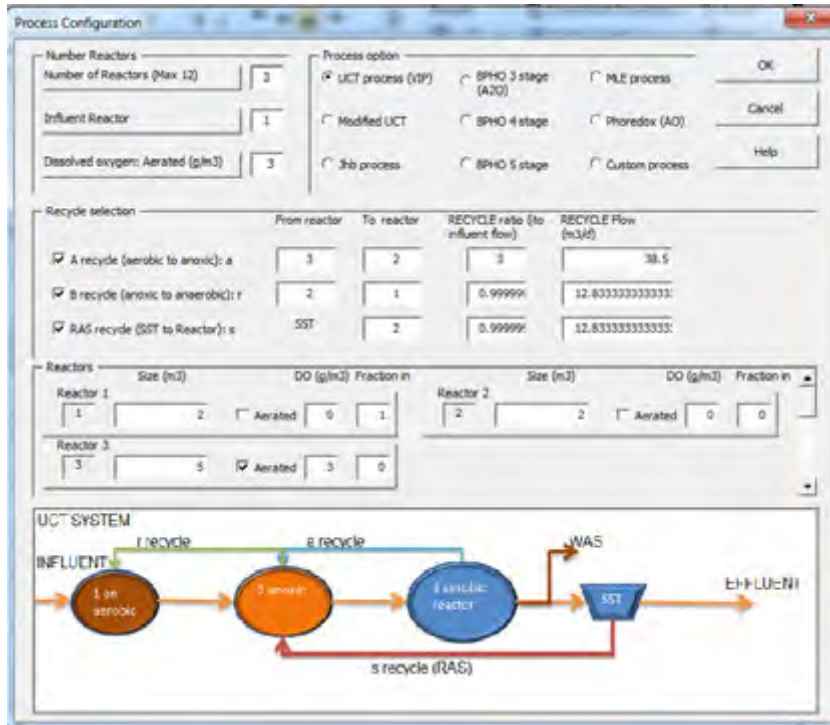 Process Configuration
Number Reactors
Number of Reactors (Max 12) 3
Influent Reactor 1
Dissolved oxygen: Aerated (g/m3) 3
Process option
UCT process (VIP) BPHO 3 stage (A2O) MLE process
Modified UCT BPHO 4 stage Phoredox (AO)
Jhb process BPHO 5 stage Custom process
OK
Cancel
Help
Recycle selection
From reactor To reactor RECYCLE ratio (ito influent flow) RECYCLE Flow (m3/d)
A recycle (aerobic to anoxic): a 3 2 3 38.5
B recycle (anoxic to anaerobic): r 2 1 0.99999 12.833333333333
RAS recycle (SST to Reactor): s SST 2 0.99999 12.833333333333
Reactors
Size (m3) DO (g/m3) Fraction in Size (m3) DO (g/m3) Fraction in
Reactor 1 Reactor 2
1 2 Aerated 0 1 2 2 Aerated 0 0
Reactor 3
3 5 Aerated 3 0
UCT SYSTEM
r recycle a recycle WAS
INFLUENT EFFLUENT
1 an aerobic anoxic aerobic reactor SST
s recycle (RAS)